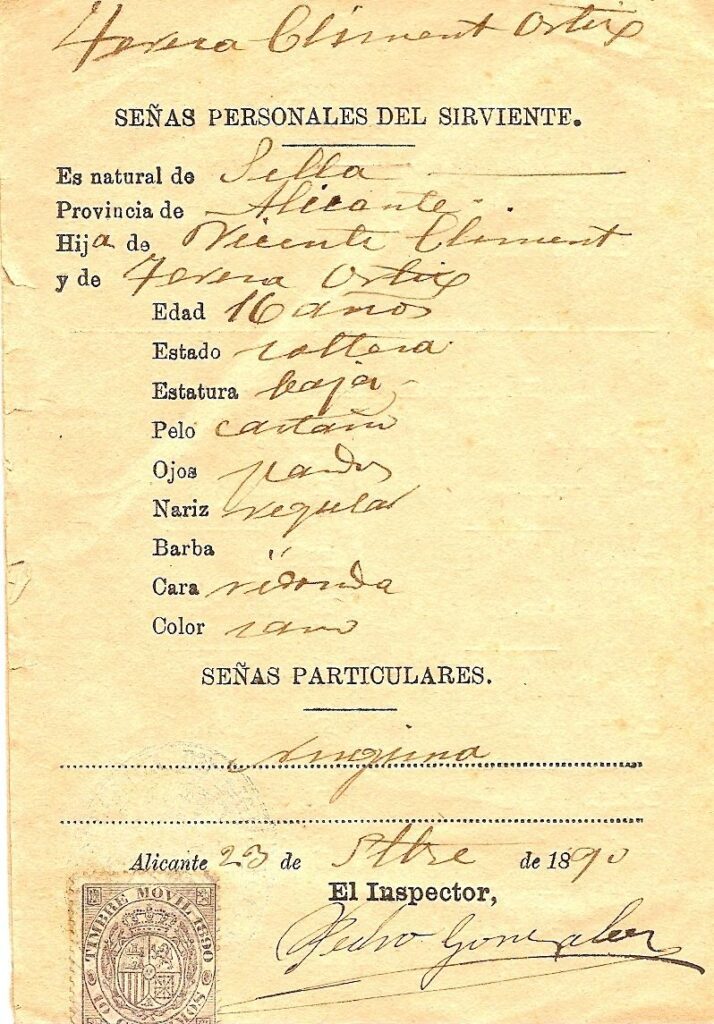 Teresa Climent Ortiz
SEÑAS PERSONALES DEL SIRVIENTE.
Es natural de Sella
Provincia de Alicante
Hija de Vicente Climent
y de Teresa Ortiz
Edad 16 años
Estado soltera
Estatura baja
Pelo castaño
Ojos pardos
Nariz regular
Barba "
Cara redonda
Color sano
SEÑAS PARTICULARES.
ninguna
Alicante 23 de Stbre de 1890
El Inspector,
Pedro Gonzalez
TIMBRE MOVIL 1890
10 CENTIMOS